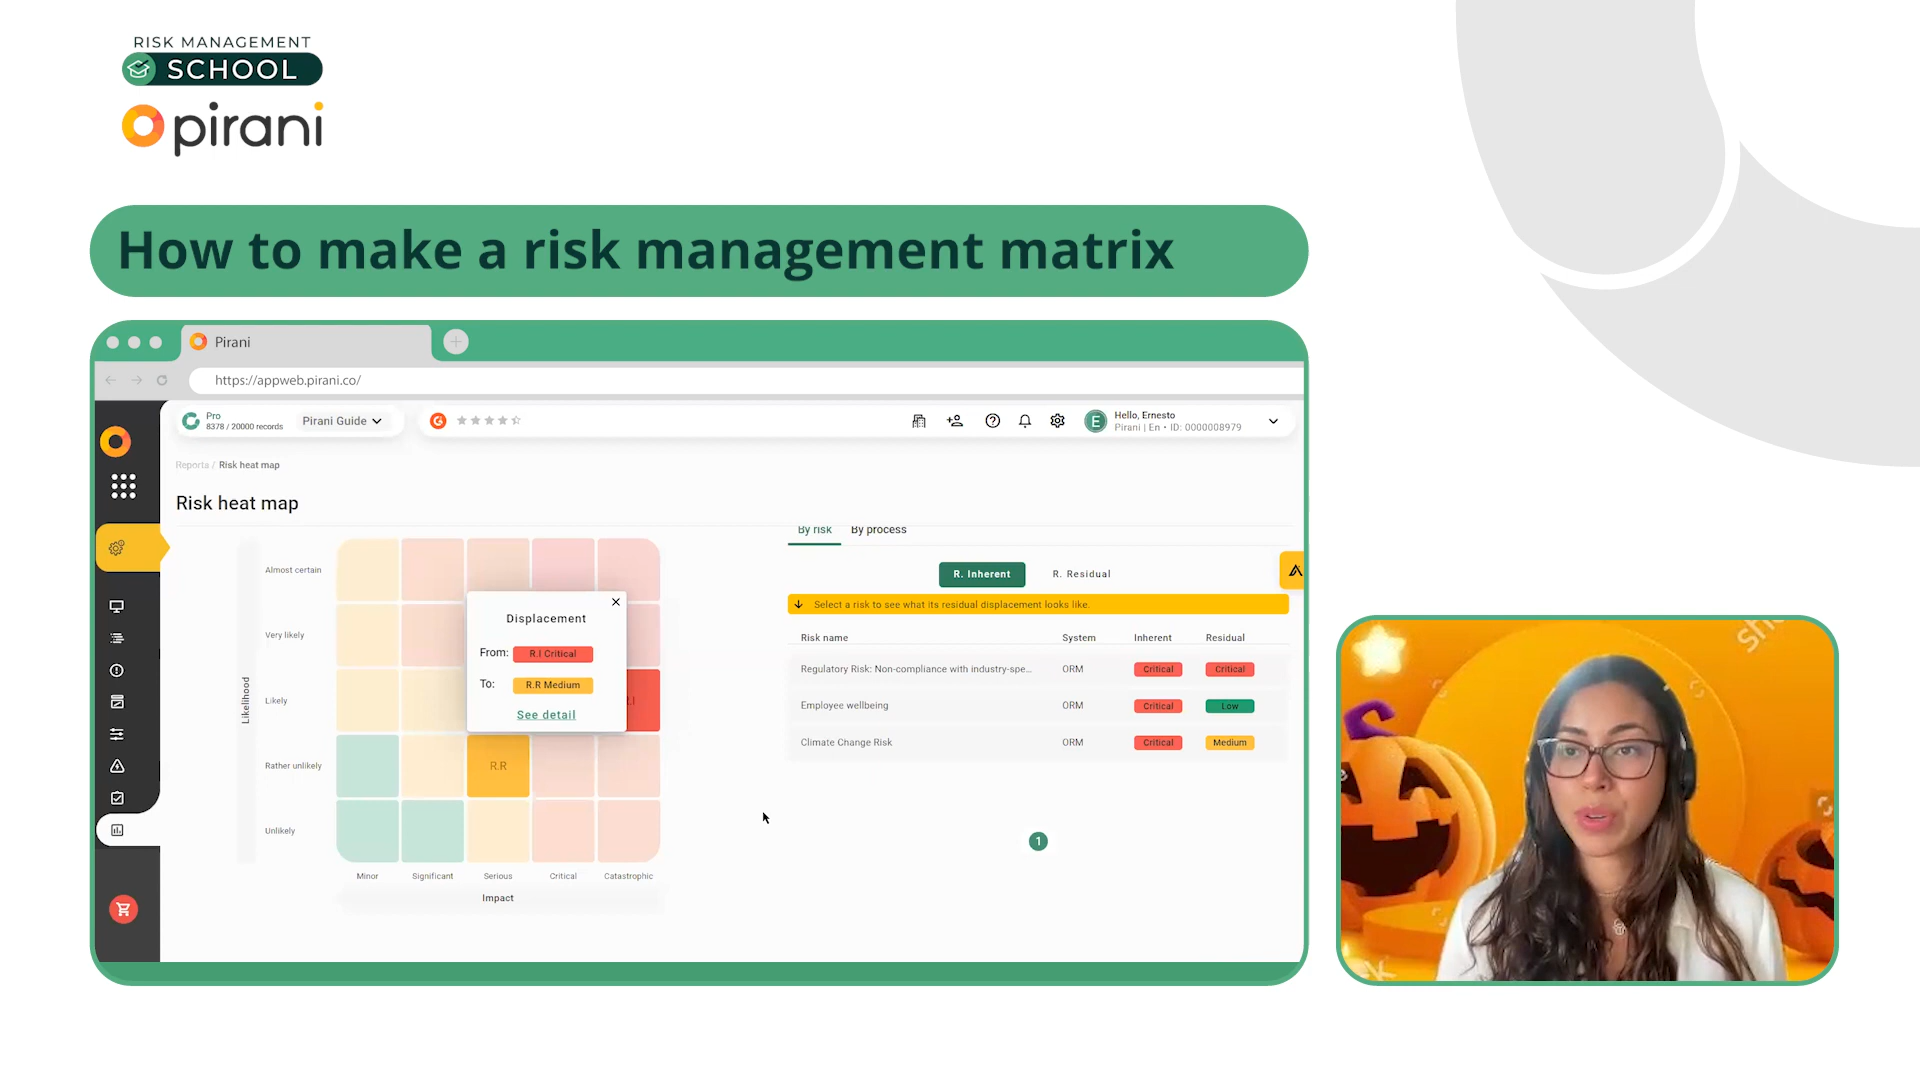 RISK MANAGEMENT
SCHOOL
pirani
How to make a risk management matrix
Pirani
https://appweb.pirani.co/
Pro
8378 / 20000 records
Pirani Guide
Hello, Ernesto
Pirani | En • ID: 0000008979
E
Reporta / Risk heat map
Risk heat map
By risk
By process
R. Inherent
R. Residual
Select a risk to see what its residual displacement looks like.
Risk name
System
Inherent
Residual
Regulatory Risk: Non-compliance with industry-spe...
ORM
Critical
Critical
Employee wellbeing
ORM
Critical
Low
Climate Change Risk
ORM
Critical
Medium
1
Likelihood
Almost certain
Very likely
Likely
Rather unlikely
Unlikely
Displacement
From: R.I Critical
To: R.R Medium
See detail
R.R
Minor
Significant
Serious
Critical
Catastrophic
Impact